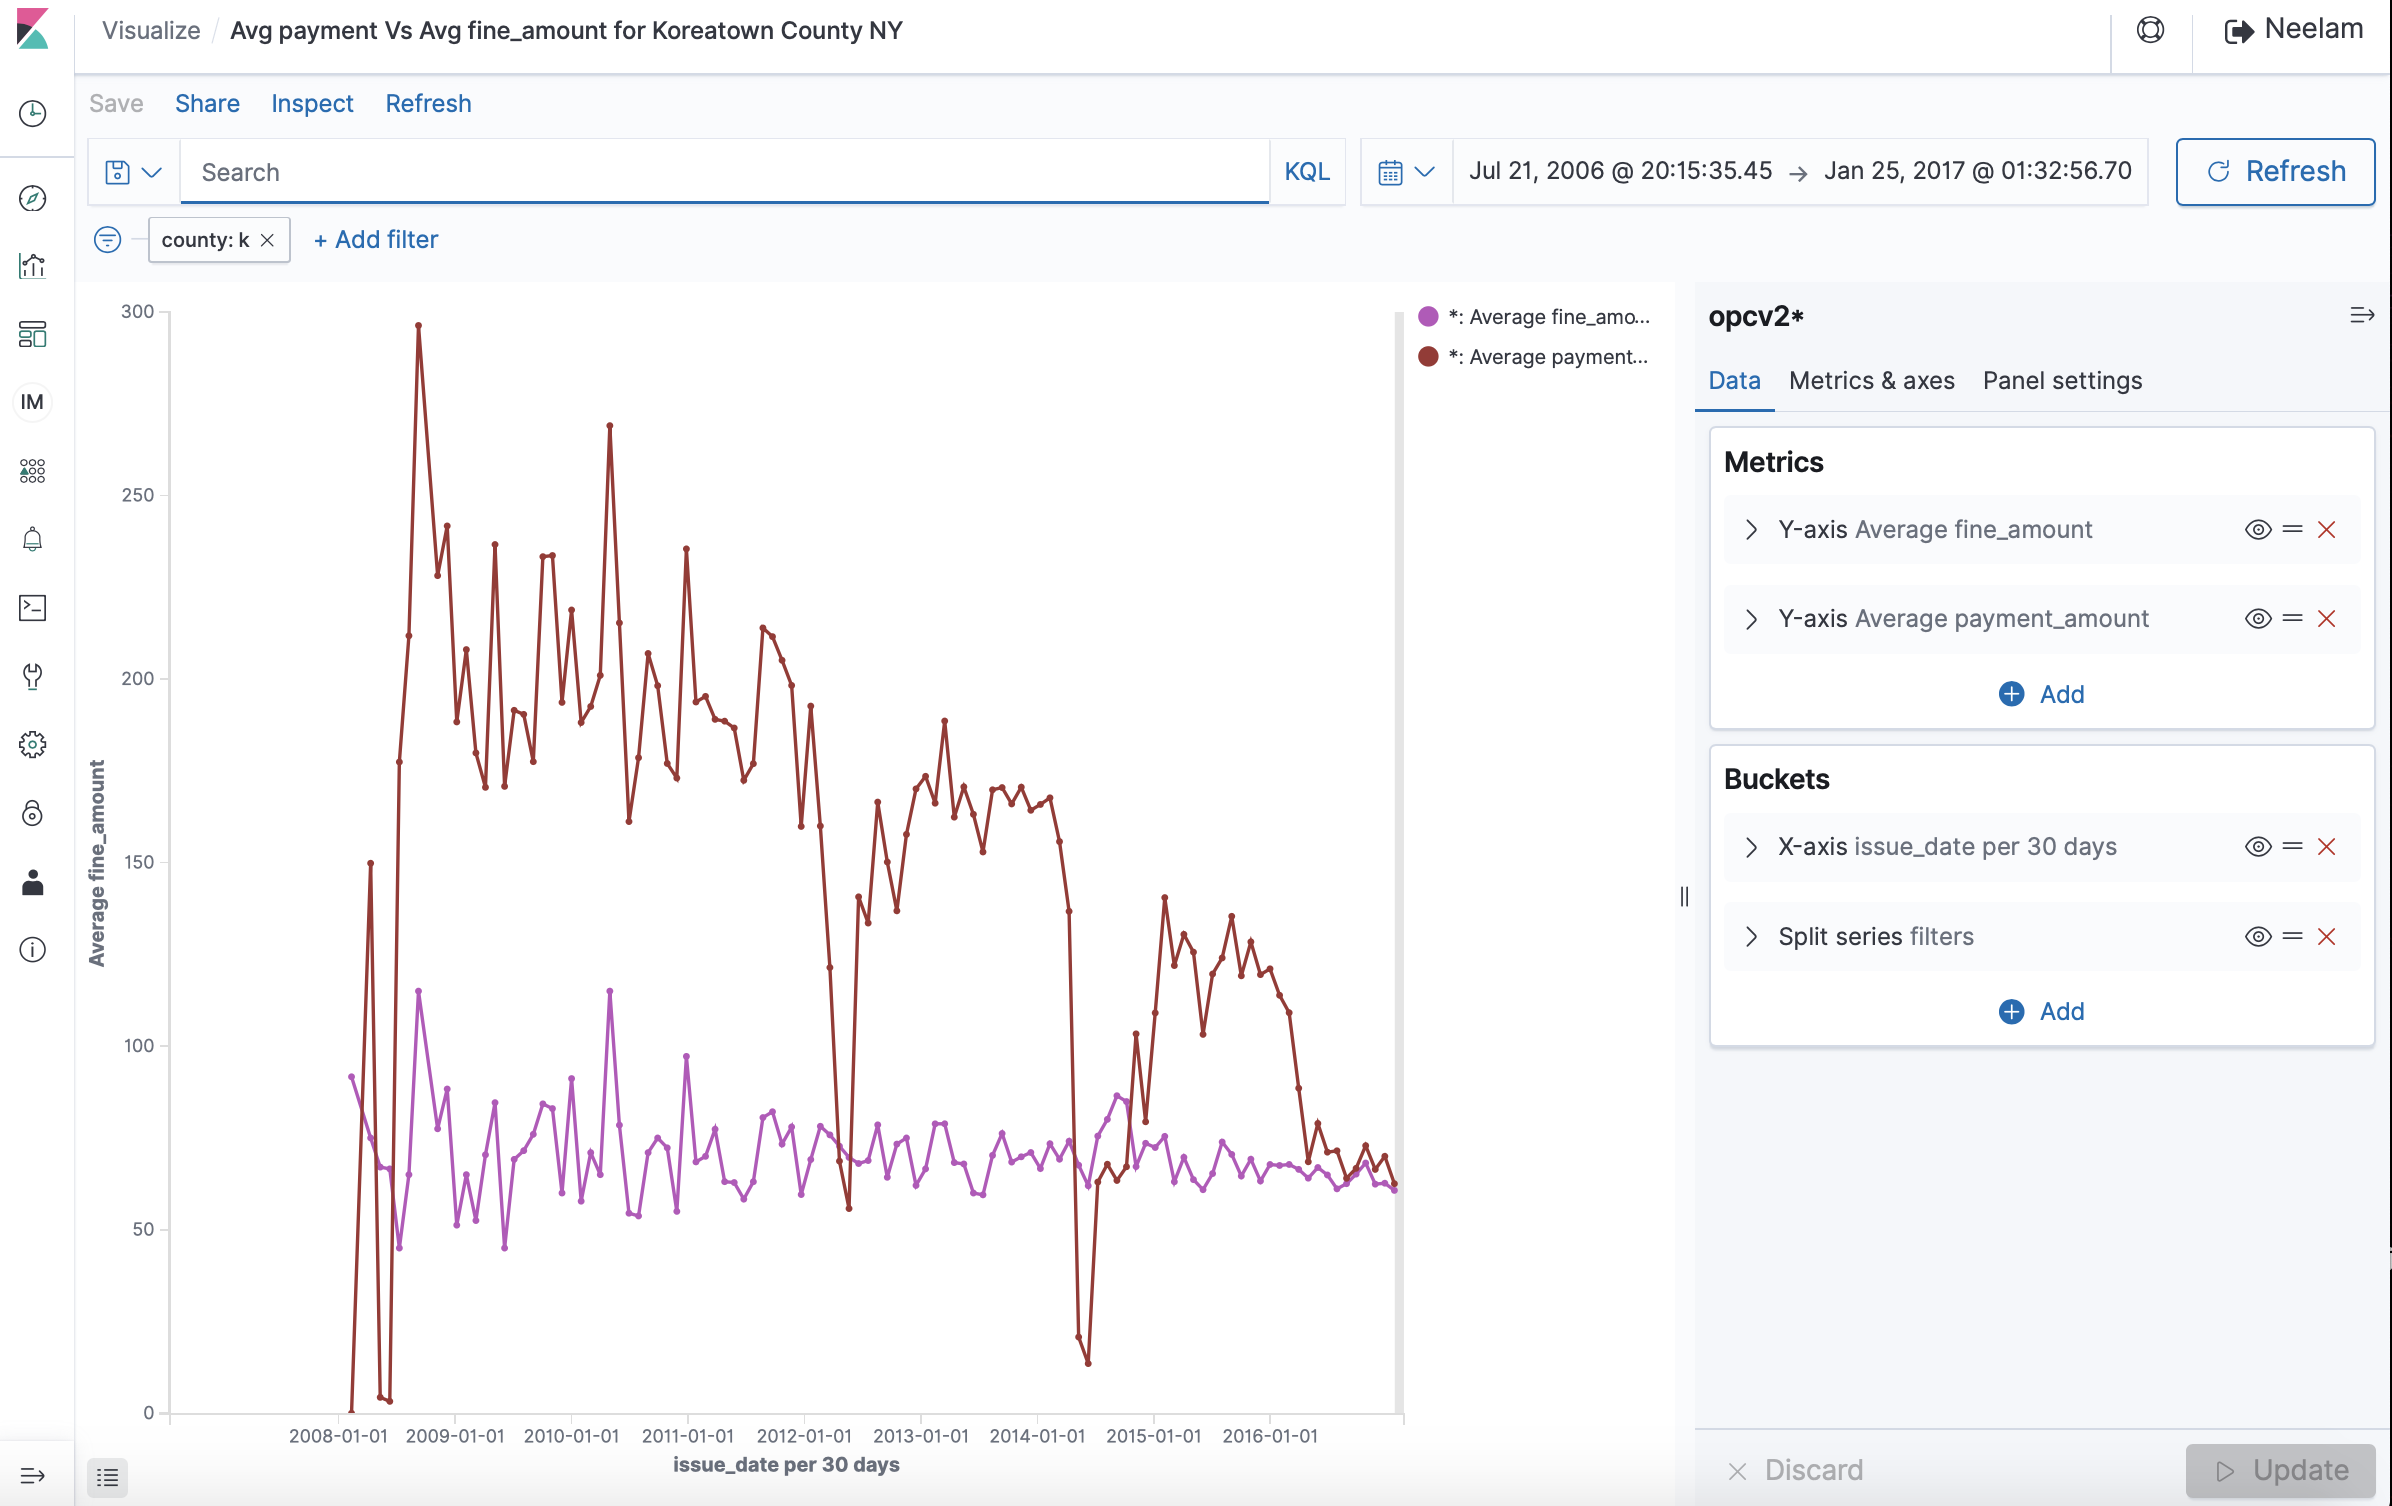 Visualize / Avg payment Vs Avg fine_amount for Koreatown County NY
Neelam
Save Share Inspect Refresh
Search
KQL
Jul 21, 2006 @ 20:15:35.45 → Jan 25, 2017 @ 01:32:56.70
Refresh
county: k ×
+ Add filter
IM
300
250
200
150
100
50
0
Average fine_amount
2008-01-01 2009-01-01 2010-01-01 2011-01-01 2012-01-01 2013-01-01 2014-01-01 2015-01-01 2016-01-01
issue_date per 30 days
*: Average fine_amo...
*: Average payment...
opcv2*
Data Metrics & axes Panel settings
Metrics
Y-axis Average fine_amount
Y-axis Average payment_amount
Add
Buckets
X-axis issue_date per 30 days
Split series filters
Add
Discard
Update